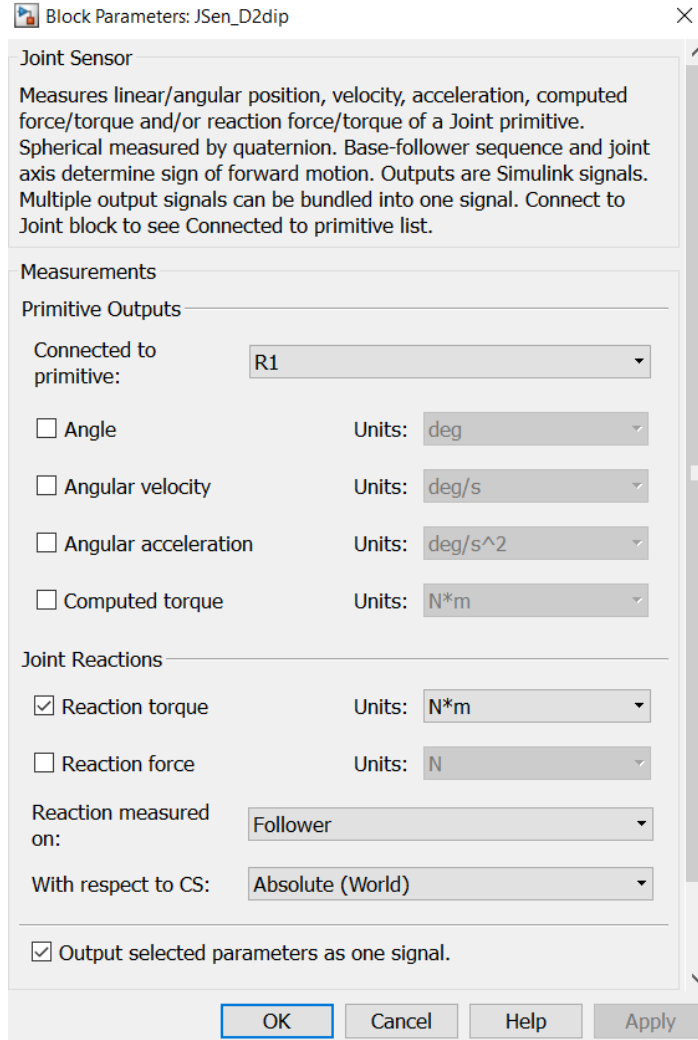 Block Parameters: JSen_D2dip
Joint Sensor
Measures linear/angular position, velocity, acceleration, computed
force/torque and/or reaction force/torque of a Joint primitive.
Spherical measured by quaternion. Base-follower sequence and joint
axis determine sign of forward motion. Outputs are Simulink signals.
Multiple output signals can be bundled into one signal. Connect to
Joint block to see Connected to primitive list.
Measurements
Primitive Outputs
Connected to
primitive:
R1
Angle Units: deg
Angular velocity Units: deg/s
Angular acceleration Units: deg/s^2
Computed torque Units: N*m
Joint Reactions
Reaction torque Units: N*m
Reaction force Units: N
Reaction measured
on:
Follower
With respect to CS: Absolute (World)
Output selected parameters as one signal.
OK Cancel Help Apply